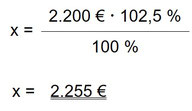 2.200 € · 102,5 %
x =
100 %
x = 2.255 €